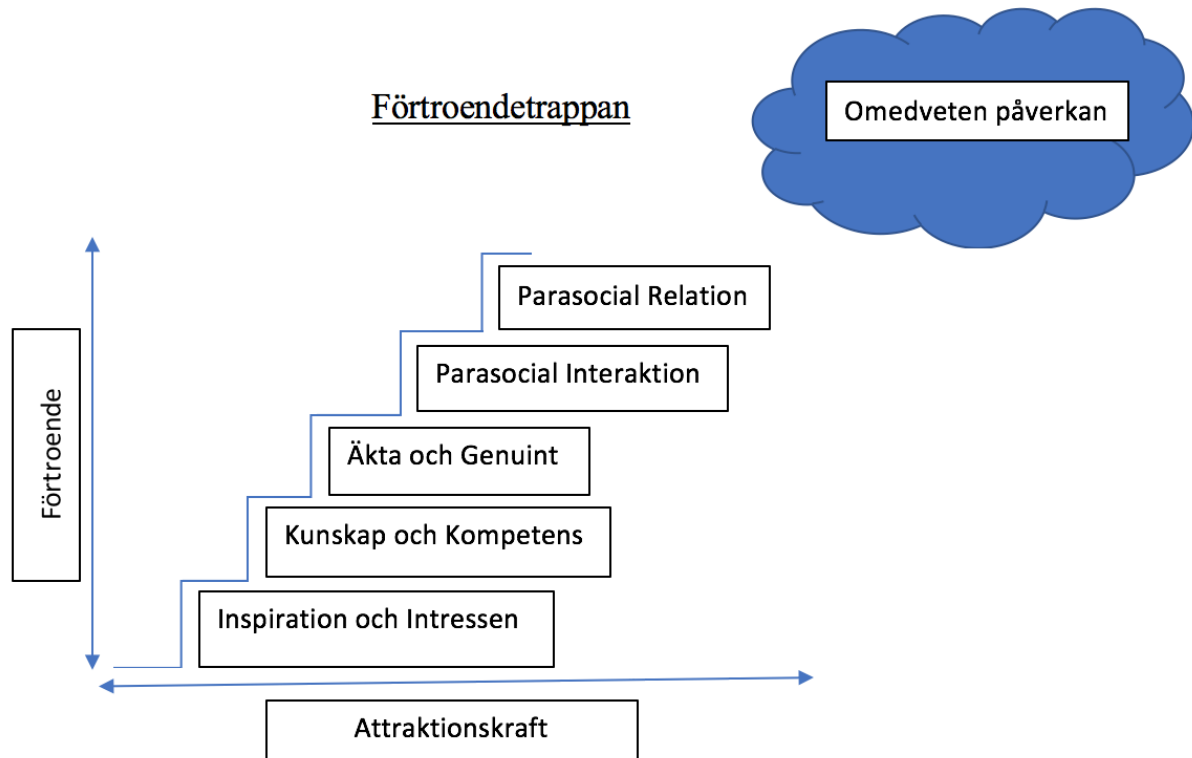 Förtroendetrappan
Omedveten påverkan
Parasocial Relation
Parasocial Interaktion
Äkta och Genuint
Kunskap och Kompetens
Inspiration och Intressen
Förtroende
Attraktionskraft